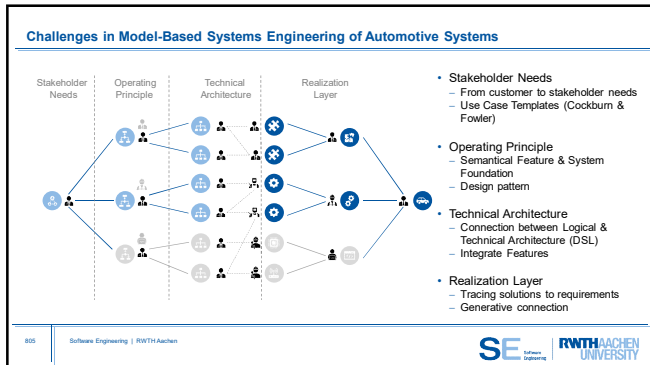 Challenges in Model-Based Systems Engineering of Automotive Systems
Stakeholder
Needs
Operating
Principle
Technical
Architecture
Realization
Layer
• Stakeholder Needs
– From customer to stakeholder needs
– Use Case Templates (Cockburn &
Fowler)
• Operating Principle
– Semantical Feature & System
Foundation
– Design pattern
• Technical Architecture
– Connection between Logical &
Technical Architecture (DSL)
– Integrate Features
• Realization Layer
– Tracing solutions to requirements
– Generative connection
805
Software Engineering | RWTH Aachen
SE Software
Engineering
RWTH AACHEN
UNIVERSITY